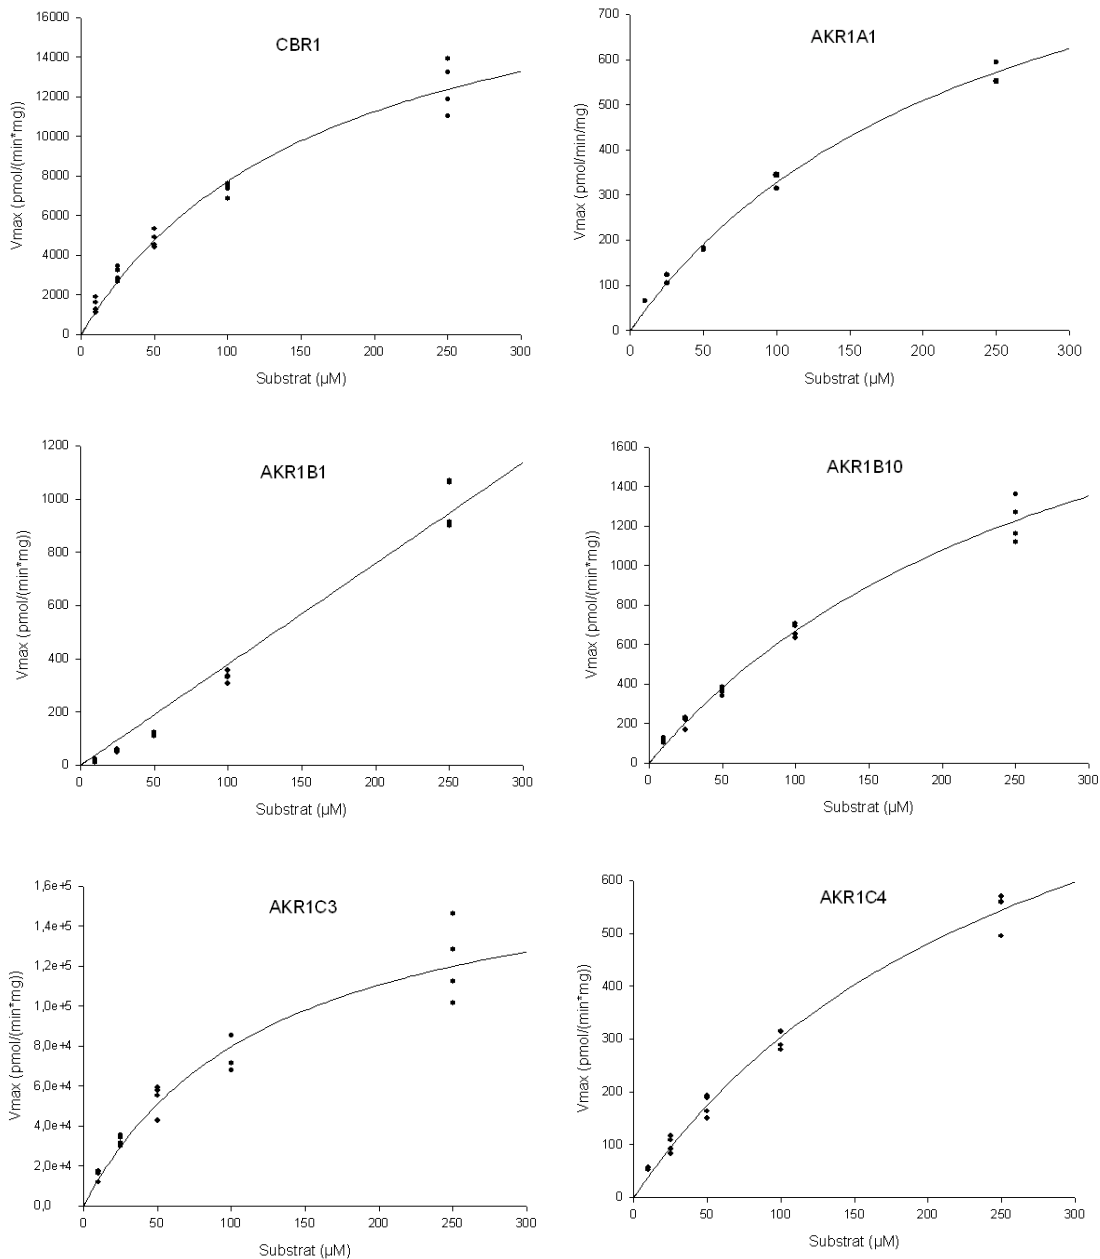 CBR1
Vmax (pmol/(min*mg))
16000
14000
12000
10000
8000
6000
4000
2000
0
0 50 100 150 200 250 300
Substrat (µM)
AKR1A1
Vmax (pmol/min/mg)
700
600
500
400
300
200
100
0
0 50 100 150 200 250 300
Substrat (µM)
AKR1B1
Vmax (pmol/(min*mg))
1200
1000
800
600
400
200
0
0 50 100 150 200 250 300
Substrat (µM)
AKR1B10
Vmax (pmol/(min*mg))
1600
1400
1200
1000
800
600
400
200
0
0 50 100 150 200 250 300
Substrat (µM)
AKR1C3
Vmax (pmol/(min*mg))
1,6e+5
1,4e+5
1,2e+5
1,0e+5
8,0e+4
6,0e+4
4,0e+4
2,0e+4
0,0
0 50 100 150 200 250 300
Substrat (µM)
AKR1C4
Vmax (pmol/(min*mg))
600
500
400
300
200
100
0
0 50 100 150 200 250 300
Substrat (µM)